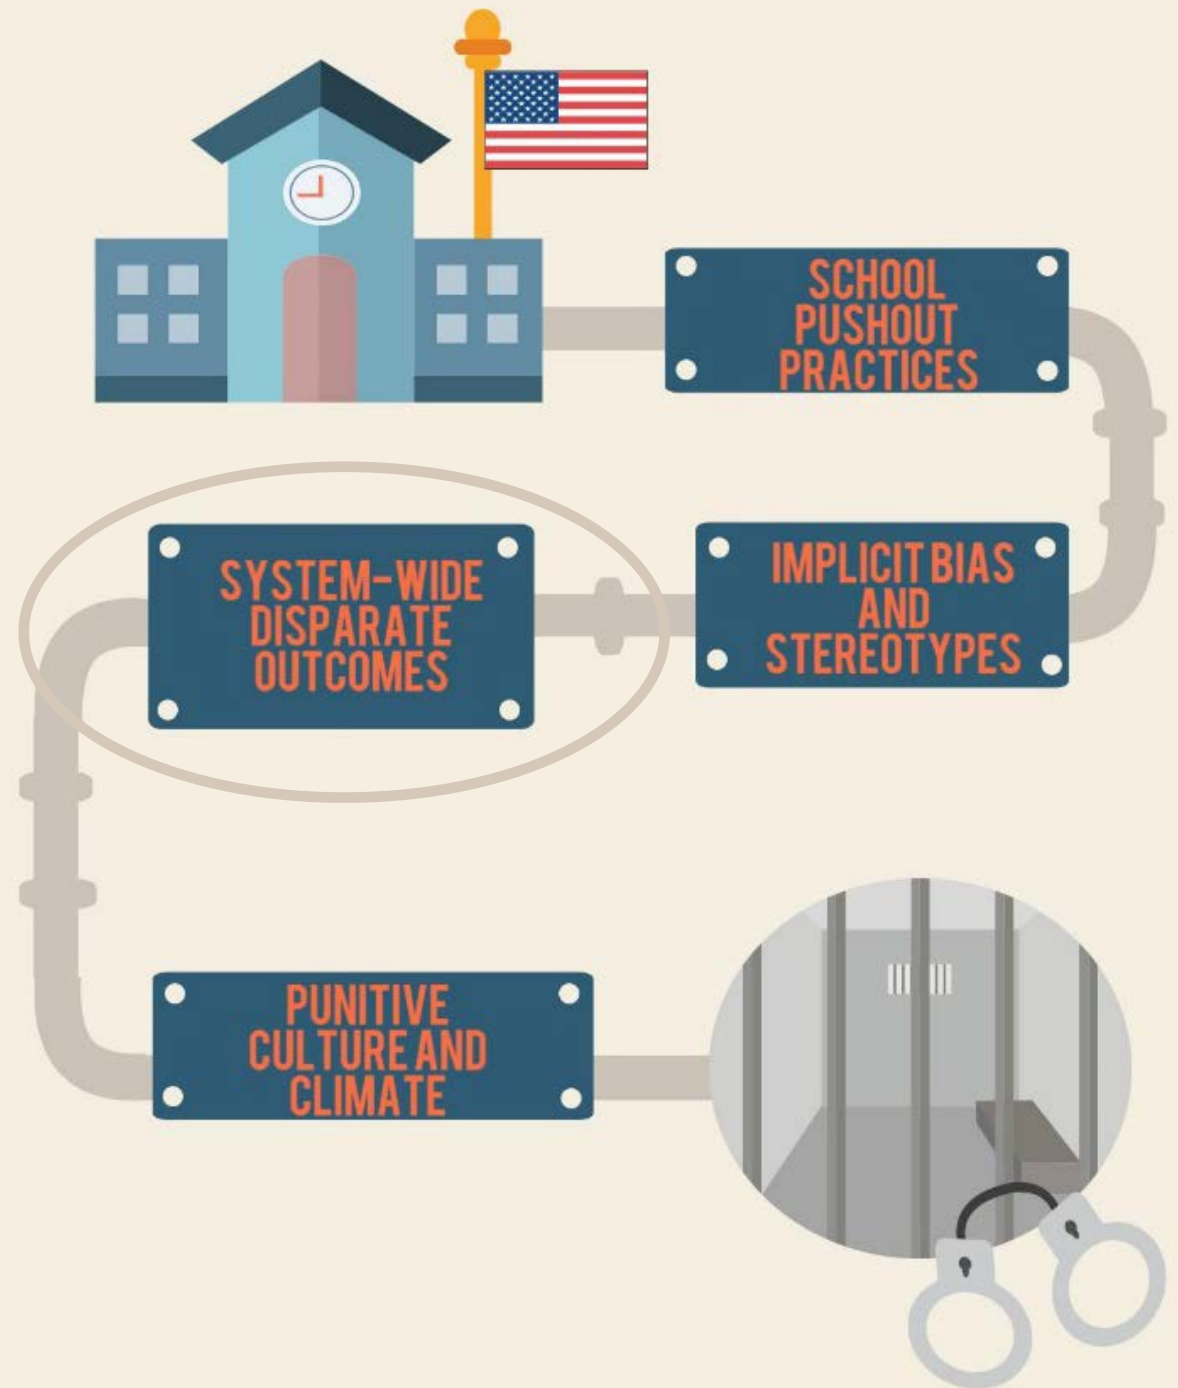 SCHOOL
PUSHOUT
PRACTICES
IMPLICIT BIAS
AND
STEREOTYPES
SYSTEM-WIDE
DISPARATE
OUTCOMES
PUNITIVE
CULTURE AND
CLIMATE